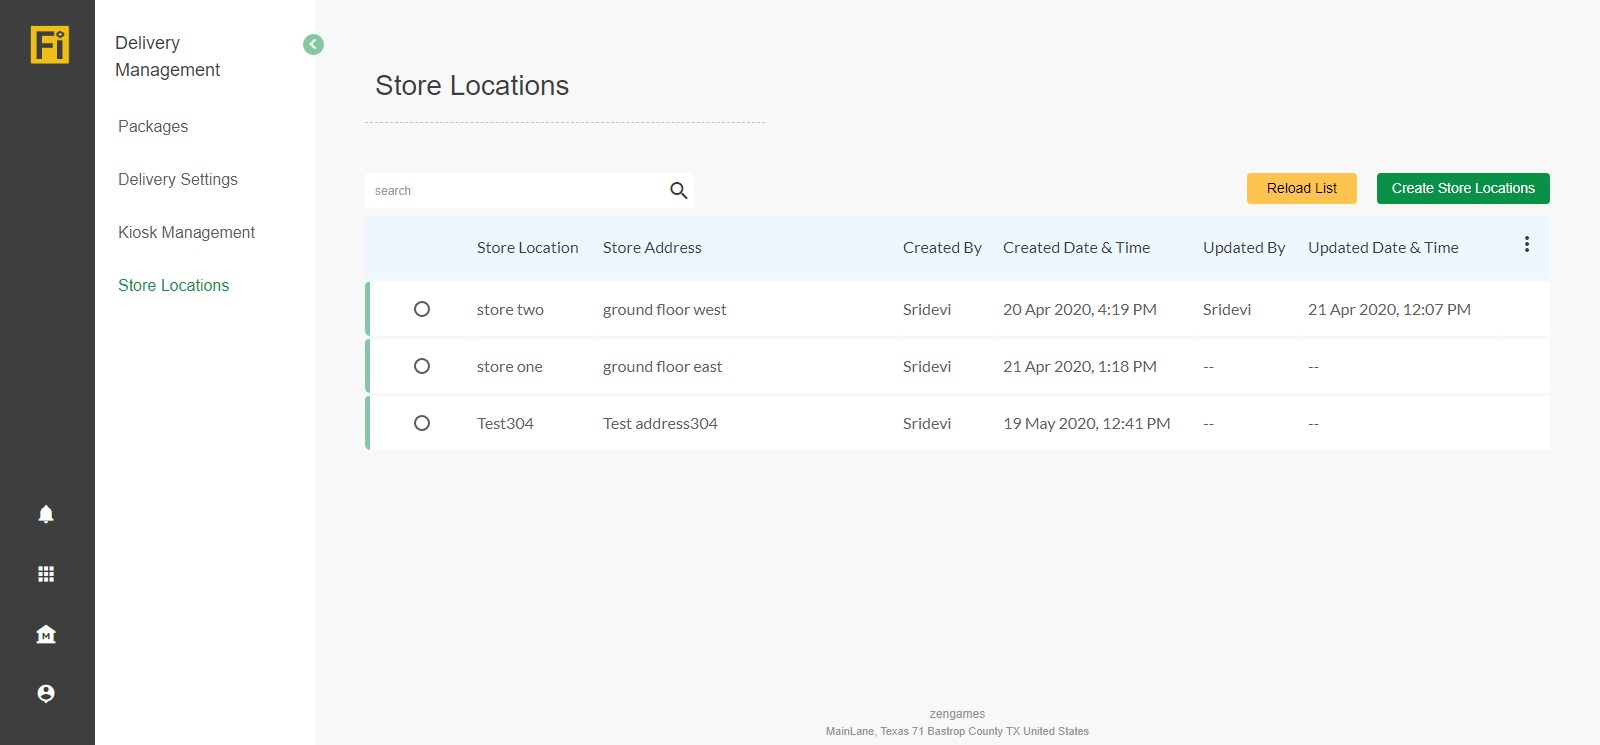 Fi
Delivery
Management
Packages
Delivery Settings
Kiosk Management
Store Locations
Store Locations
search
Reload List
Create Store Locations
Store Location Store Address Created By Created Date & Time Updated By Updated Date & Time
store two ground floor west Sridevi 20 Apr 2020, 4:19 PM Sridevi 21 Apr 2020, 12:07 PM
store one ground floor east Sridevi 21 Apr 2020, 1:18 PM -- --
Test304 Test address304 Sridevi 19 May 2020, 12:41 PM -- --
M
zengames
MainLane, Texas 71 Bastrop County TX United States